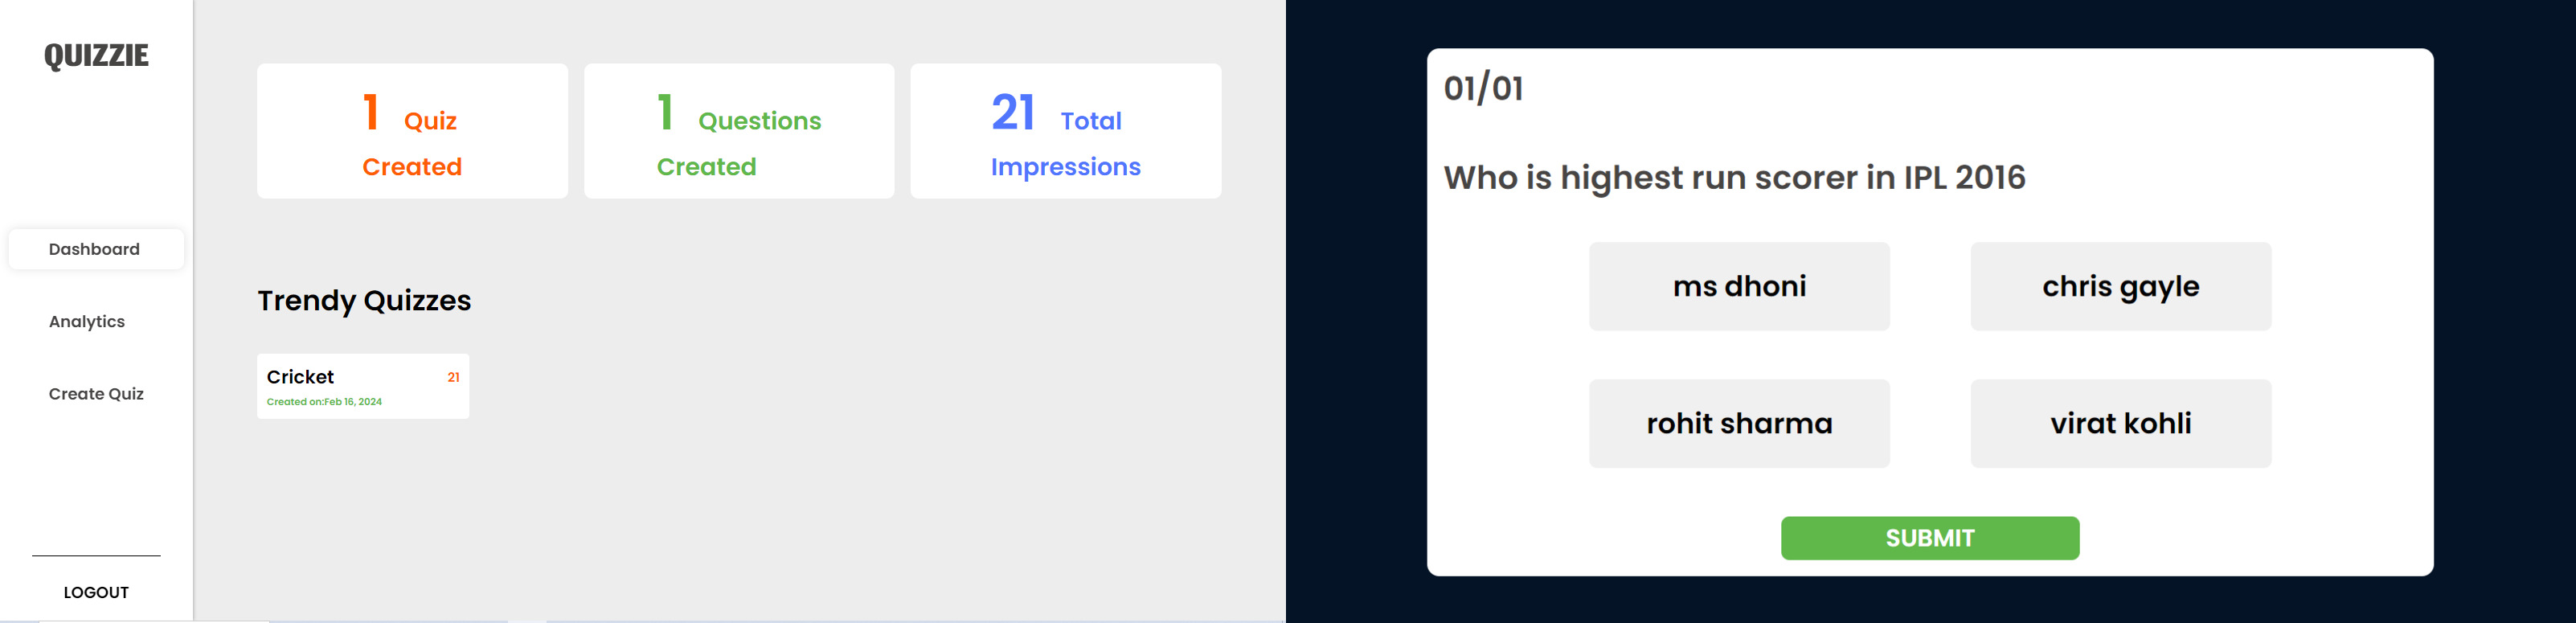 QUIZZIE
Dashboard
Analytics
Create Quiz
LOGOUT
1 Quiz
Created
1 Questions
Created
21 Total
Impressions
Trendy Quizzes
Cricket 21
Created on:Feb 16, 2024
01/01
Who is highest run scorer in IPL 2016
ms dhoni
chris gayle
rohit sharma
virat kohli
SUBMIT